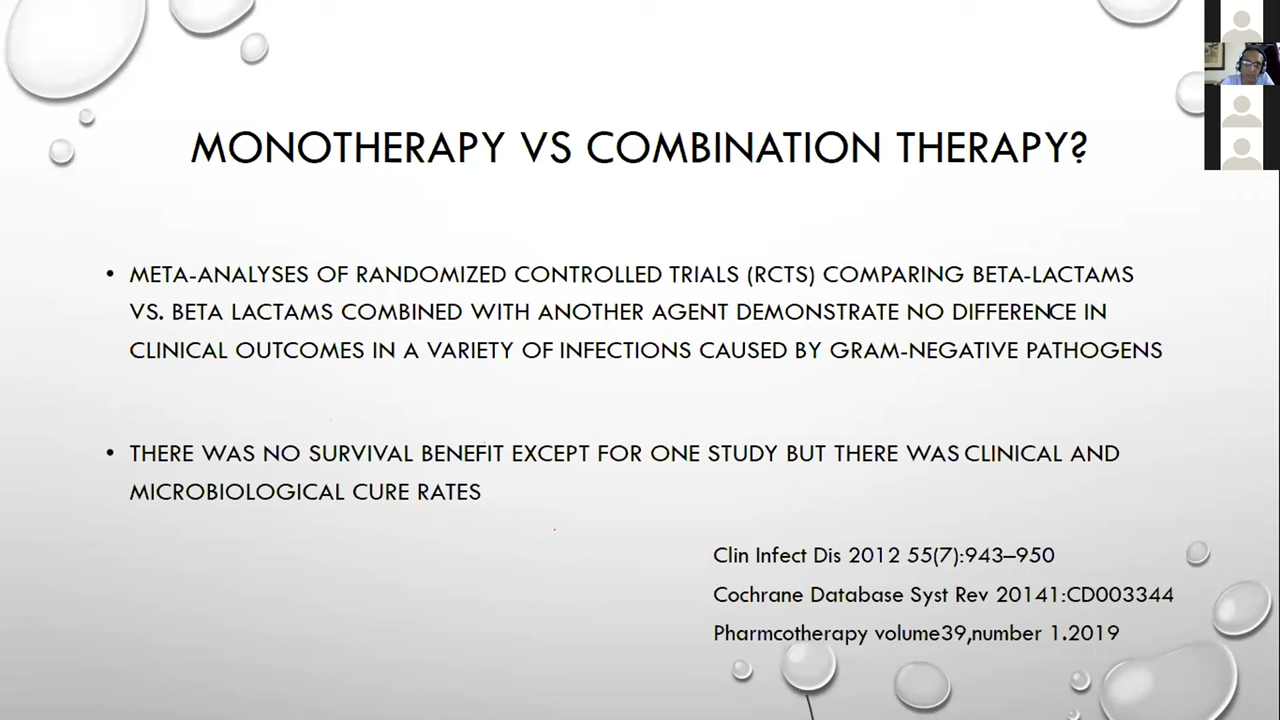 MONOTHERAPY VS COMBINATION THERAPY?
• META-ANALYSES OF RANDOMIZED CONTROLLED TRIALS (RCTS) COMPARING BETA-LACTAMS
VS. BETA LACTAMS COMBINED WITH ANOTHER AGENT DEMONSTRATE NO DIFFERENCE IN
CLINICAL OUTCOMES IN A VARIETY OF INFECTIONS CAUSED BY GRAM-NEGATIVE PATHOGENS
• THERE WAS NO SURVIVAL BENEFIT EXCEPT FOR ONE STUDY BUT THERE WAS CLINICAL AND
MICROBIOLOGICAL CURE RATES
Clin Infect Dis 2012 55(7):943–950
Cochrane Database Syst Rev 20141:CD003344
Pharmcotherapy volume39,number 1.2019